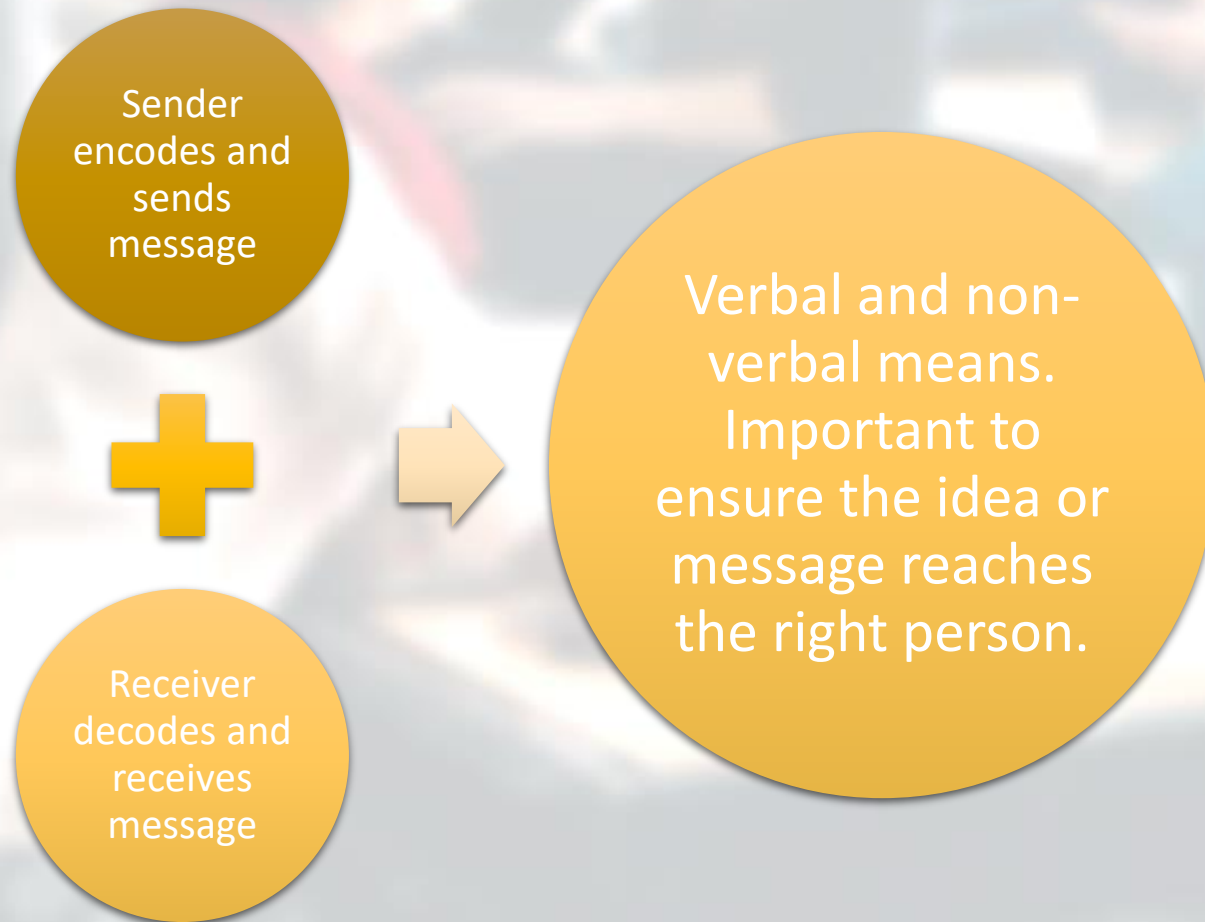 Sender
encodes and
sends
message
Receiver
decodes and
receives
message
Verbal and non-
verbal means.
Important to
ensure the idea or
message reaches
the right person.